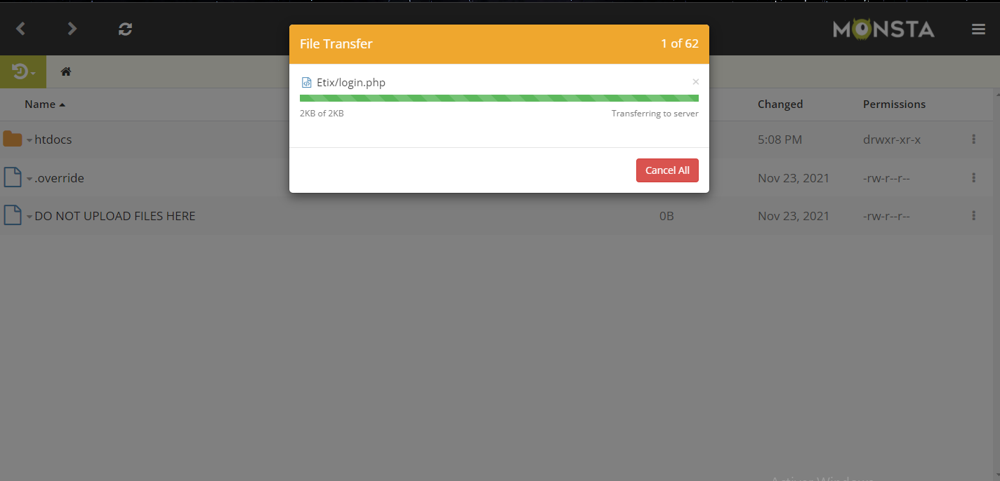 MONSTA
File Transfer 1 of 62
Etix/login.php ×
2KB of 2KB Transferring to server
Cancel All
Name Changed Permissions
htdocs 5:08 PM drwxr-xr-x
.override Nov 23, 2021 -rw-r--r--
DO NOT UPLOAD FILES HERE 0B Nov 23, 2021 -rw-r--r--